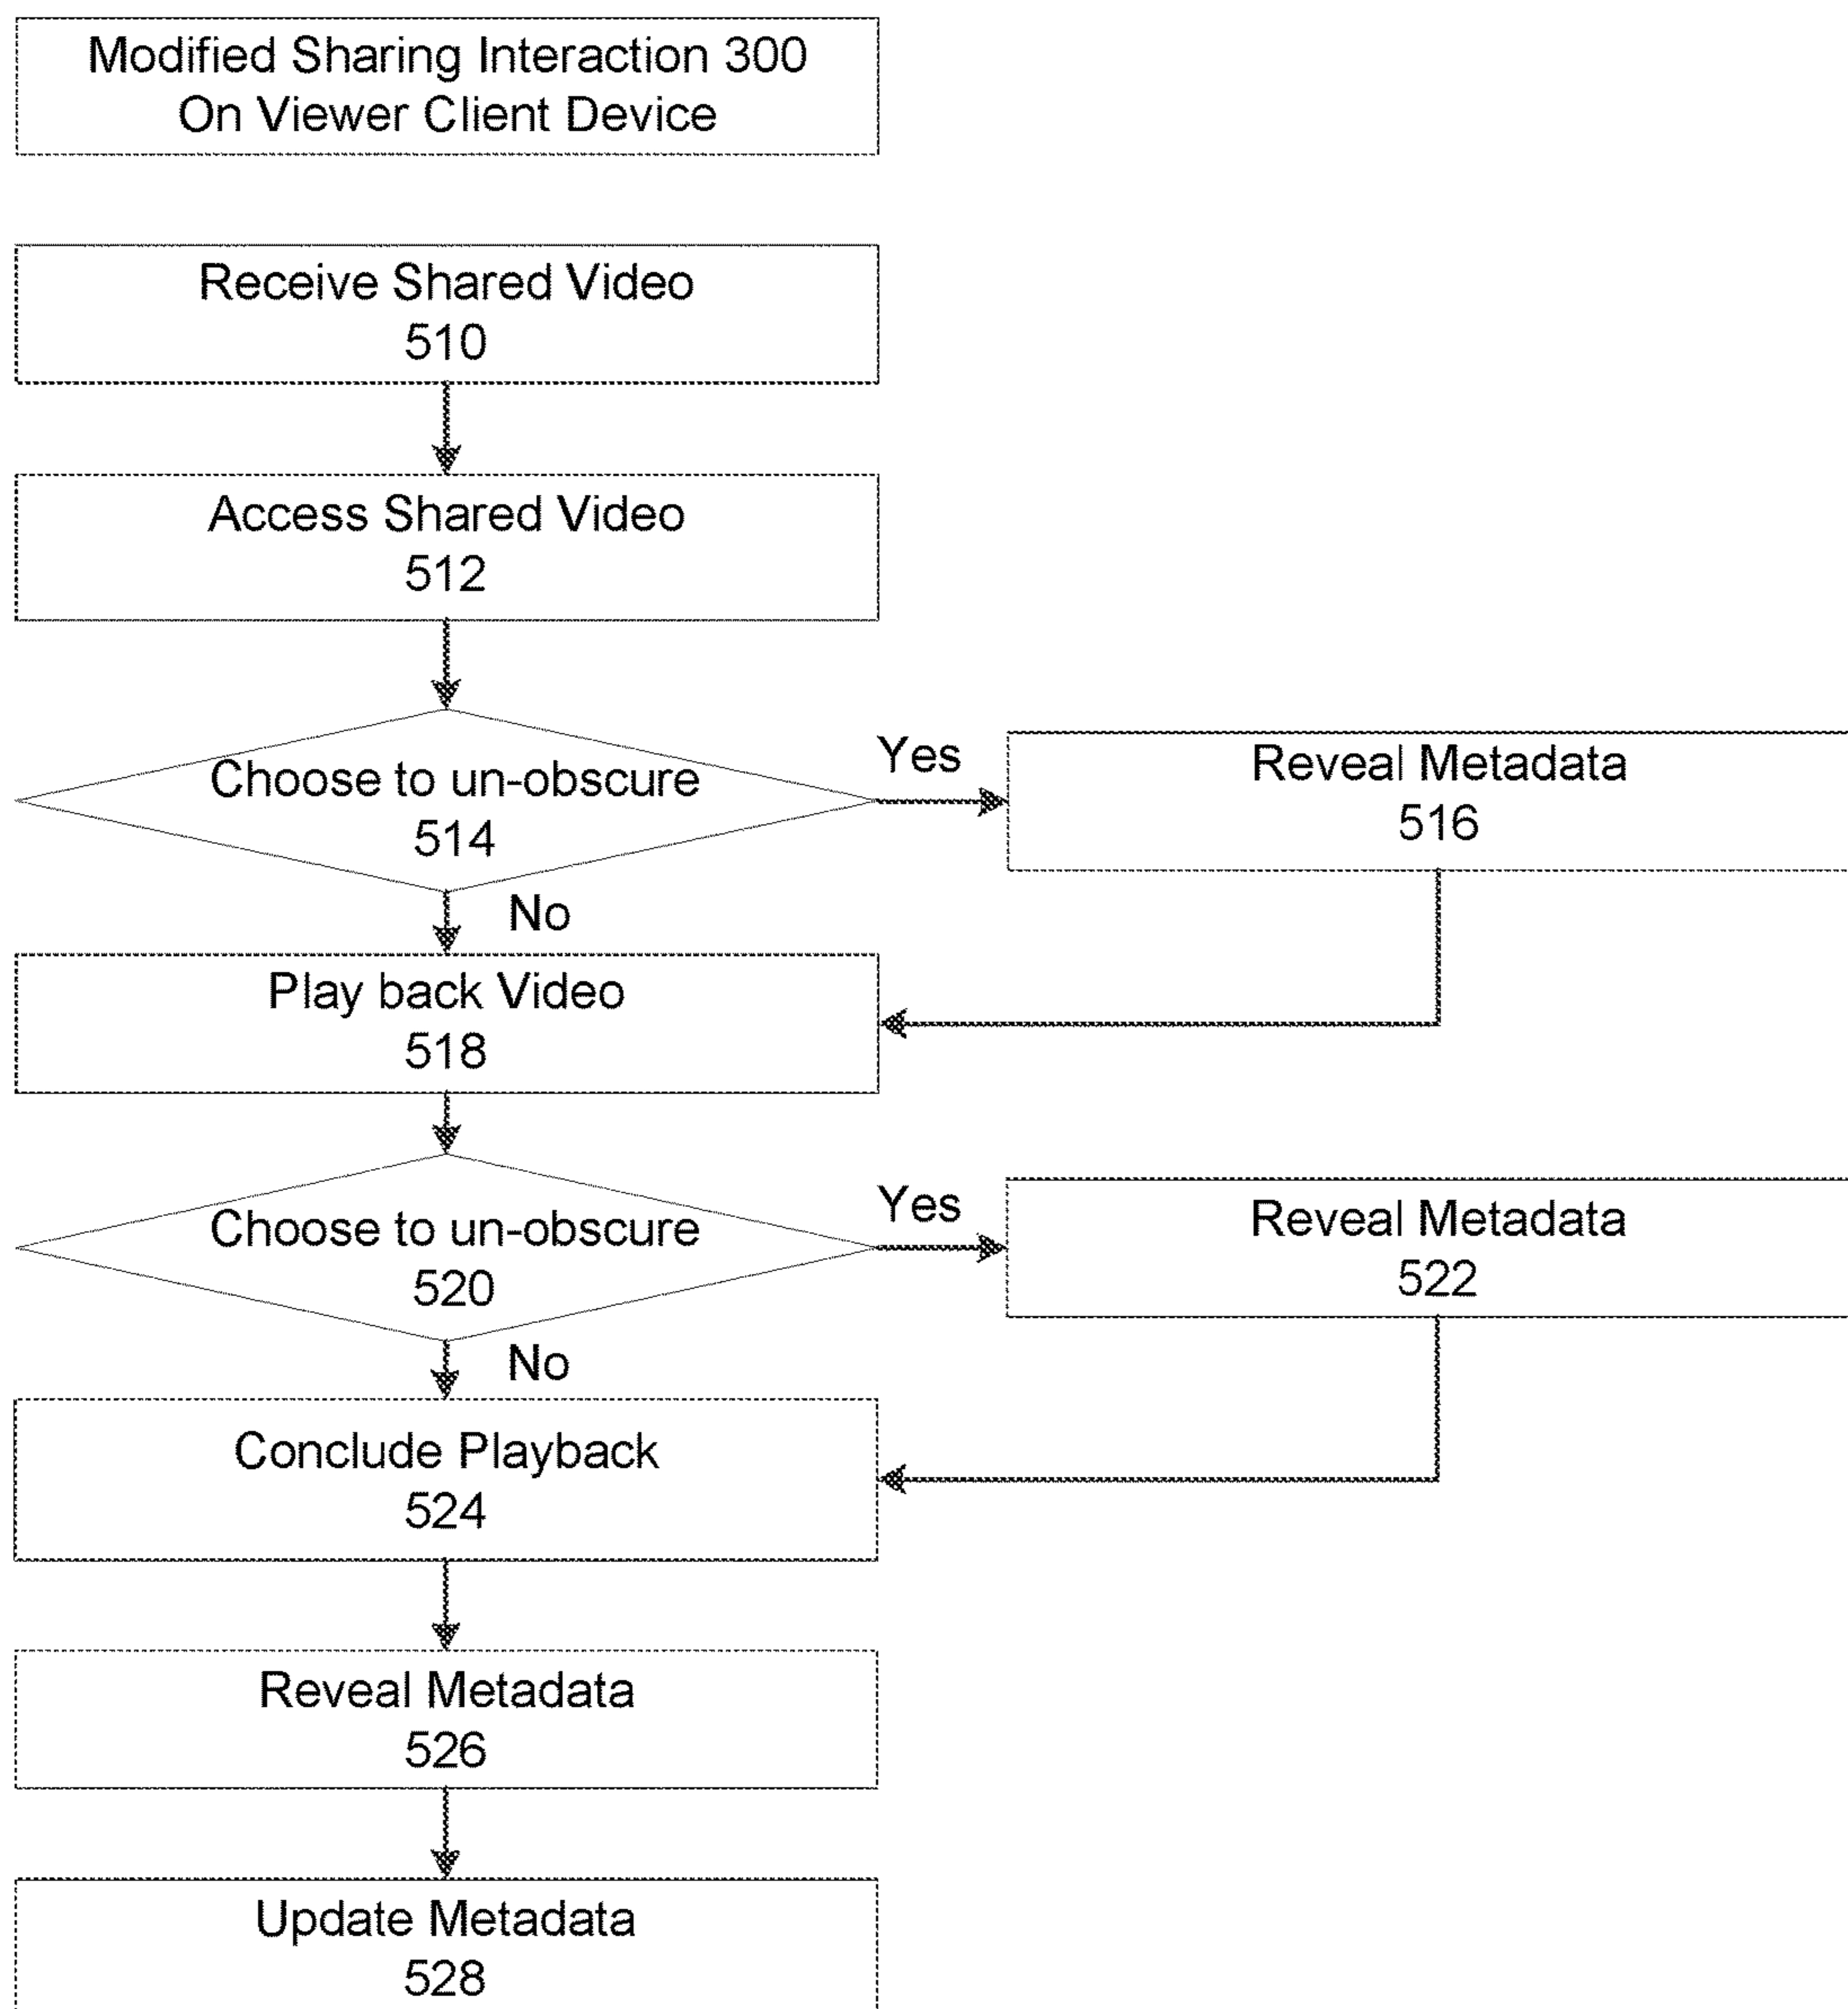 Modified Sharing Interaction 300
On Viewer Client Device
Receive Shared Video
510
Access Shared Video
512
Choose to un-obscure
514
Yes
Reveal Metadata
516
No
Play back Video
518
Choose to un-obscure
520
Yes
Reveal Metadata
522
No
Conclude Playback
524
Reveal Metadata
526
Update Metadata
528